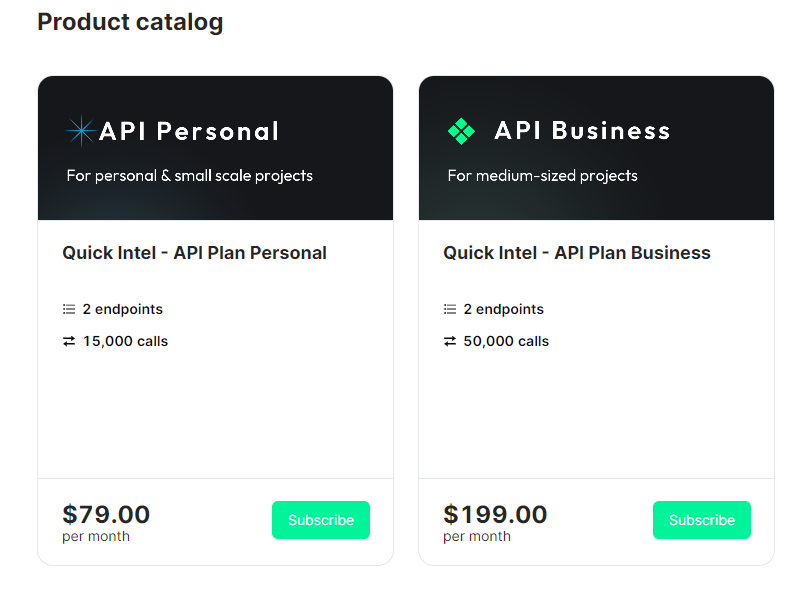 Product catalog
API Personal
For personal & small scale projects
Quick Intel - API Plan Personal
2 endpoints
15,000 calls
$79.00
per month
Subscribe
API Business
For medium-sized projects
Quick Intel - API Plan Business
2 endpoints
50,000 calls
$199.00
per month
Subscribe